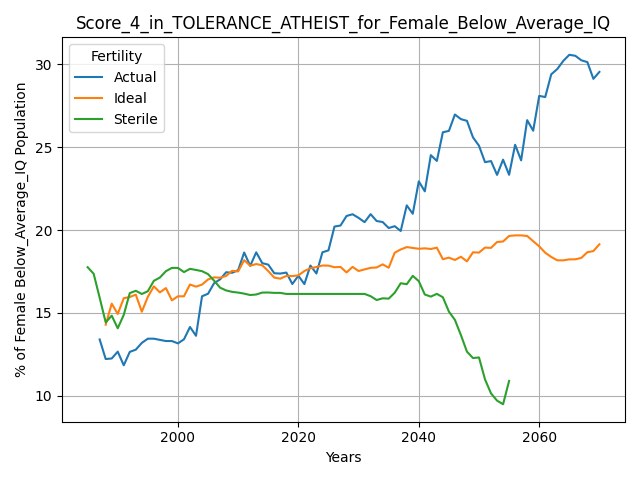 Score_4_in_TOLERANCE_ATHEIST_for_Female_Below_Average_IQ
Fertility
Actual
Ideal
Sterile
% of Female Below_Average_IQ Population
30
25
20
15
10
2000
2020
2040
2060
Years